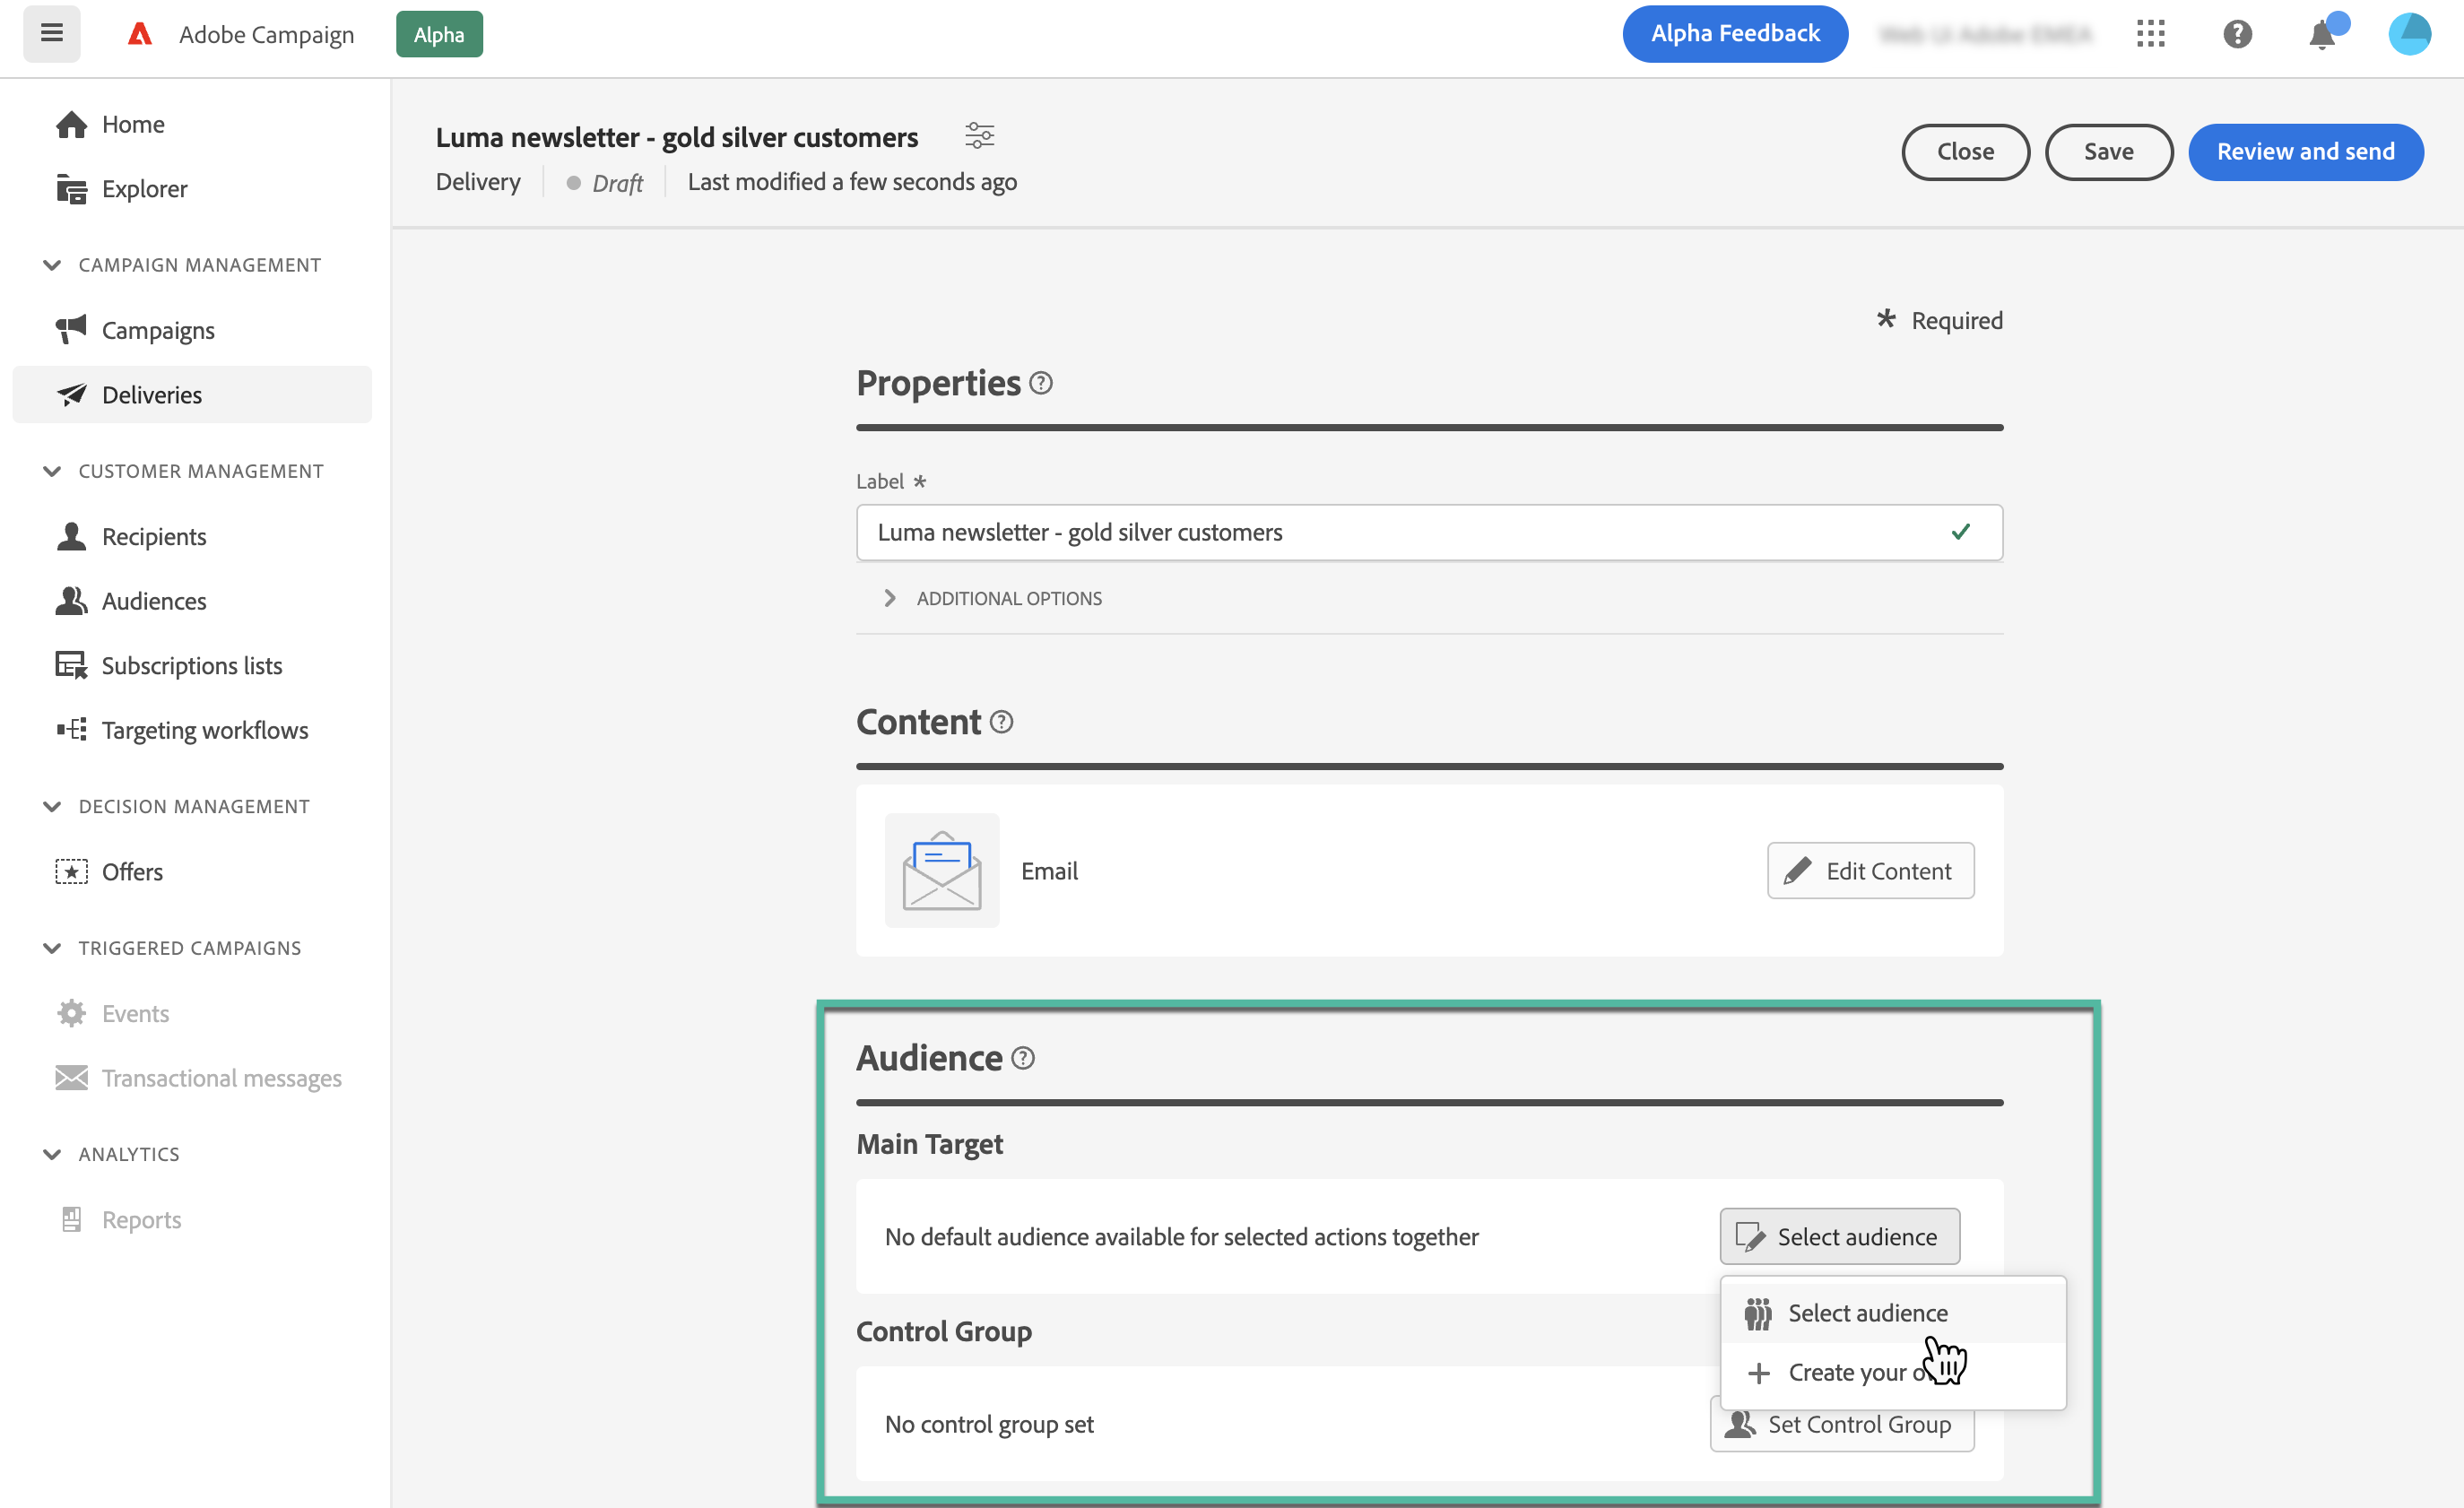 Adobe Campaign
Alpha
Alpha Feedback
Home
Explorer
CAMPAIGN MANAGEMENT
Campaigns
Deliveries
CUSTOMER MANAGEMENT
Recipients
Audiences
Subscriptions lists
Targeting workflows
DECISION MANAGEMENT
Offers
TRIGGERED CAMPAIGNS
Events
Transactional messages
ANALYTICS
Reports
Luma newsletter - gold silver customers
Delivery Draft Last modified a few seconds ago
Close
Save
Review and send
* Required
Properties
Label *
Luma newsletter - gold silver customers
ADDITIONAL OPTIONS
Content
Email
Edit Content
Audience
Main Target
No default audience available for selected actions together
Select audience
Select audience
Create your
Control Group
No control group set
Set Control Group